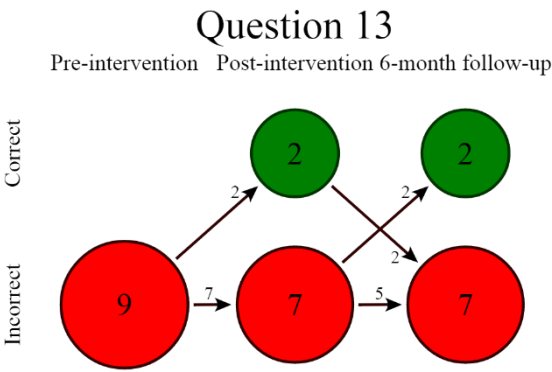 Question 13
Pre-intervention Post-intervention 6-month follow-up
Correct
2
2
2
2
2
Incorrect
9
7
7
5
7